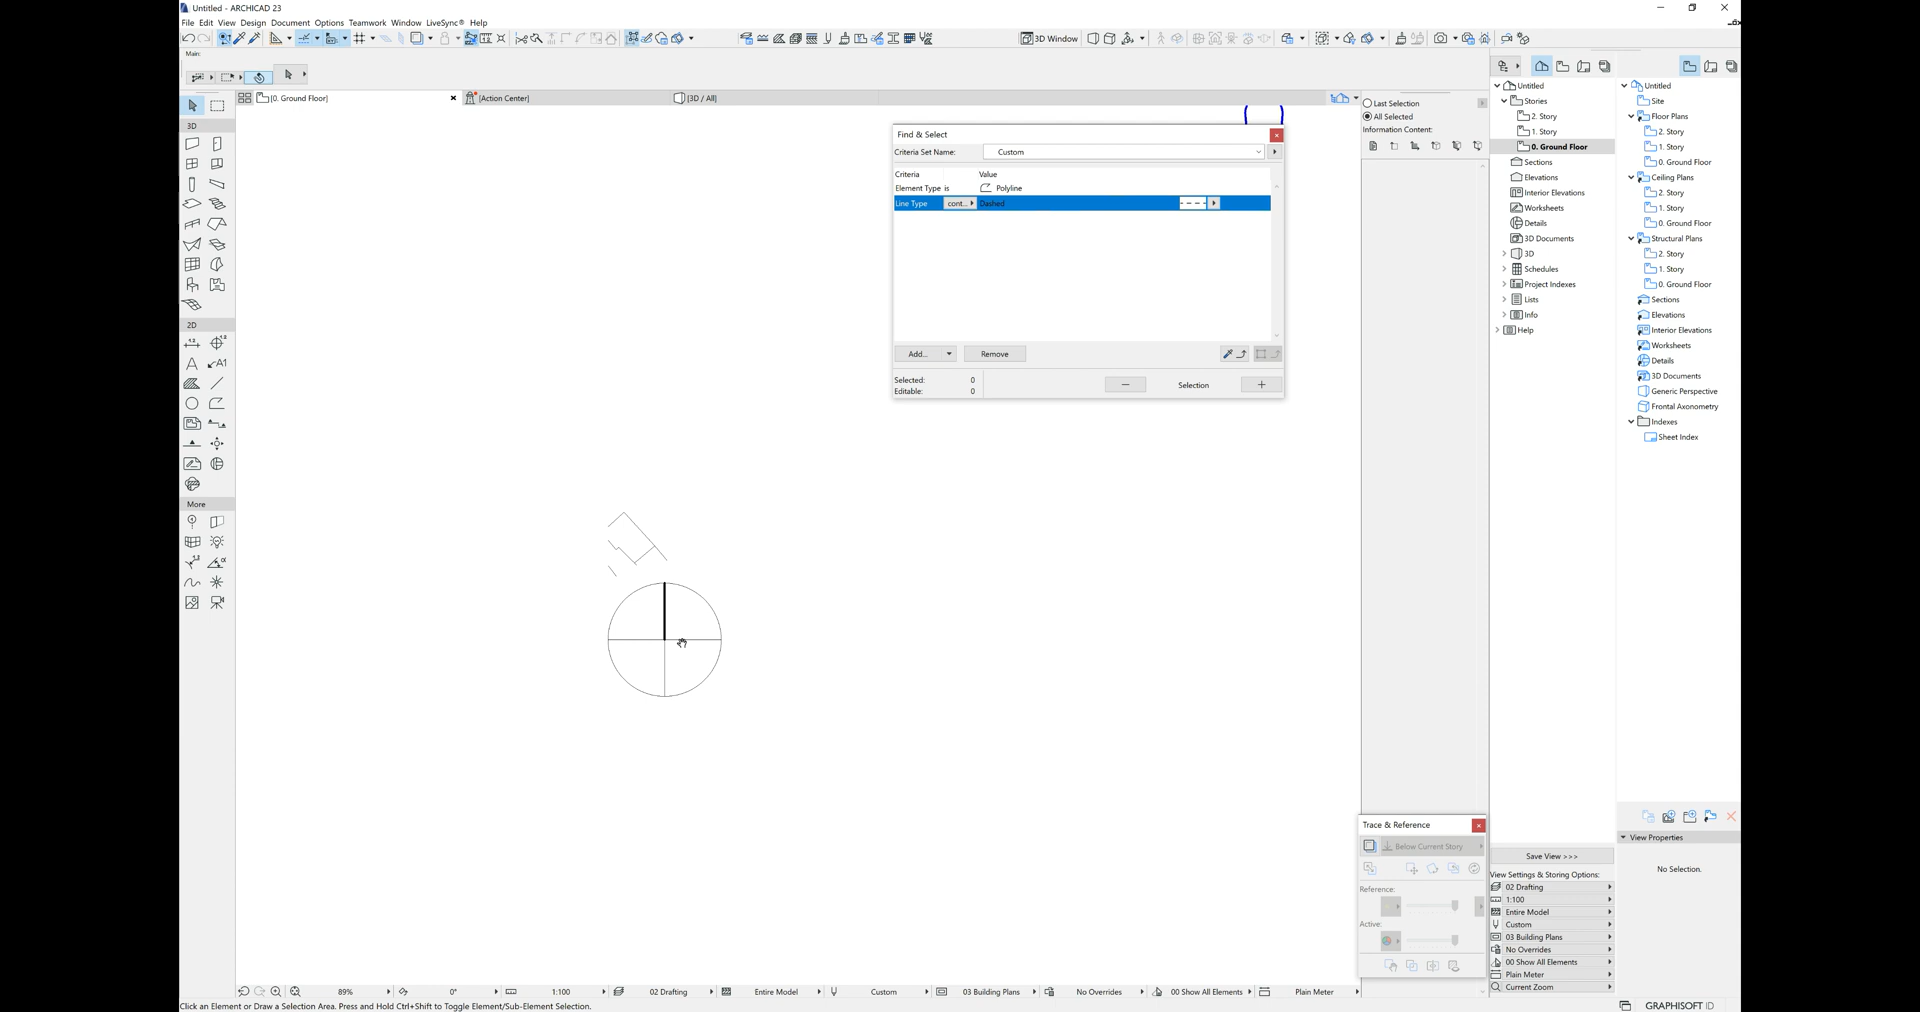 Untitled - ARCHICAD 23
File Edit View Design Document Options Teamwork Window LiveSync® Help
3D Window
Main:
[0. Ground Floor]
[Action Center]
[3D / All]
3D
2D
A1
More
Find & Select
Criteria Set Name:
Custom
Criteria
Value
Element Type is
Polyline
Line Type
cont...
Dashed
Add...
Remove
Selected: 0
Editable: 0
Selection
Last Selection
All Selected
Information Content:
Untitled
Stories
2. Story
1. Story
0. Ground Floor
Sections
Elevations
Interior Elevations
Worksheets
Details
3D Documents
3D
Schedules
Project Indexes
Lists
Info
Help
Untitled
Site
Floor Plans
2. Story
1. Story
0. Ground Floor
Ceiling Plans
2. Story
1. Story
0. Ground Floor
Structural Plans
2. Story
1. Story
0. Ground Floor
Sections
Elevations
Interior Elevations
Worksheets
Details
3D Documents
Generic Perspective
Frontal Axonometry
Indexes
Sheet Index
Trace & Reference
Below Current Story
Reference:
Active:
Save View >>>
View Settings & Storing Options:
02 Drafting
1:100
Entire Model
Custom
03 Building Plans
No Overrides
00 Show All Elements
Plain Meter
Current Zoom
View Properties
No Selection.
89%
0°
1:100
02 Drafting
Entire Model
Custom
03 Building Plans
No Overrides
00 Show All Elements
Plain Meter
Click an Element or Draw a Selection Area. Press and Hold Ctrl+Shift to Toggle Element/Sub-Element Selection.
GRAPHISOFT ID